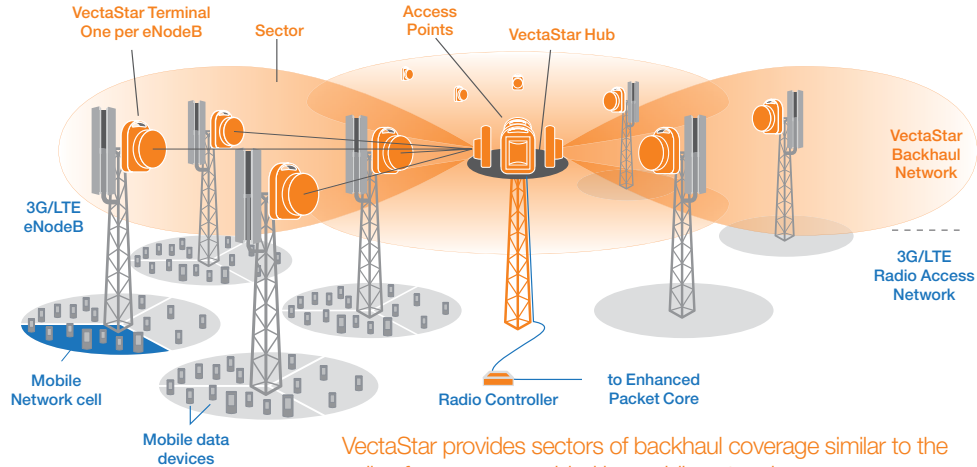 VectaStar Terminal
One per eNodeB
Sector
Access
Points
VectaStar Hub
VectaStar
Backhaul
Network
3G/LTE
eNodeB
3G/LTE
Radio Access
Network
Mobile
Network cell
Radio Controller
to Enhanced
Packet Core
Mobile data
devices
VectaStar provides sectors of backhaul coverage similar to the